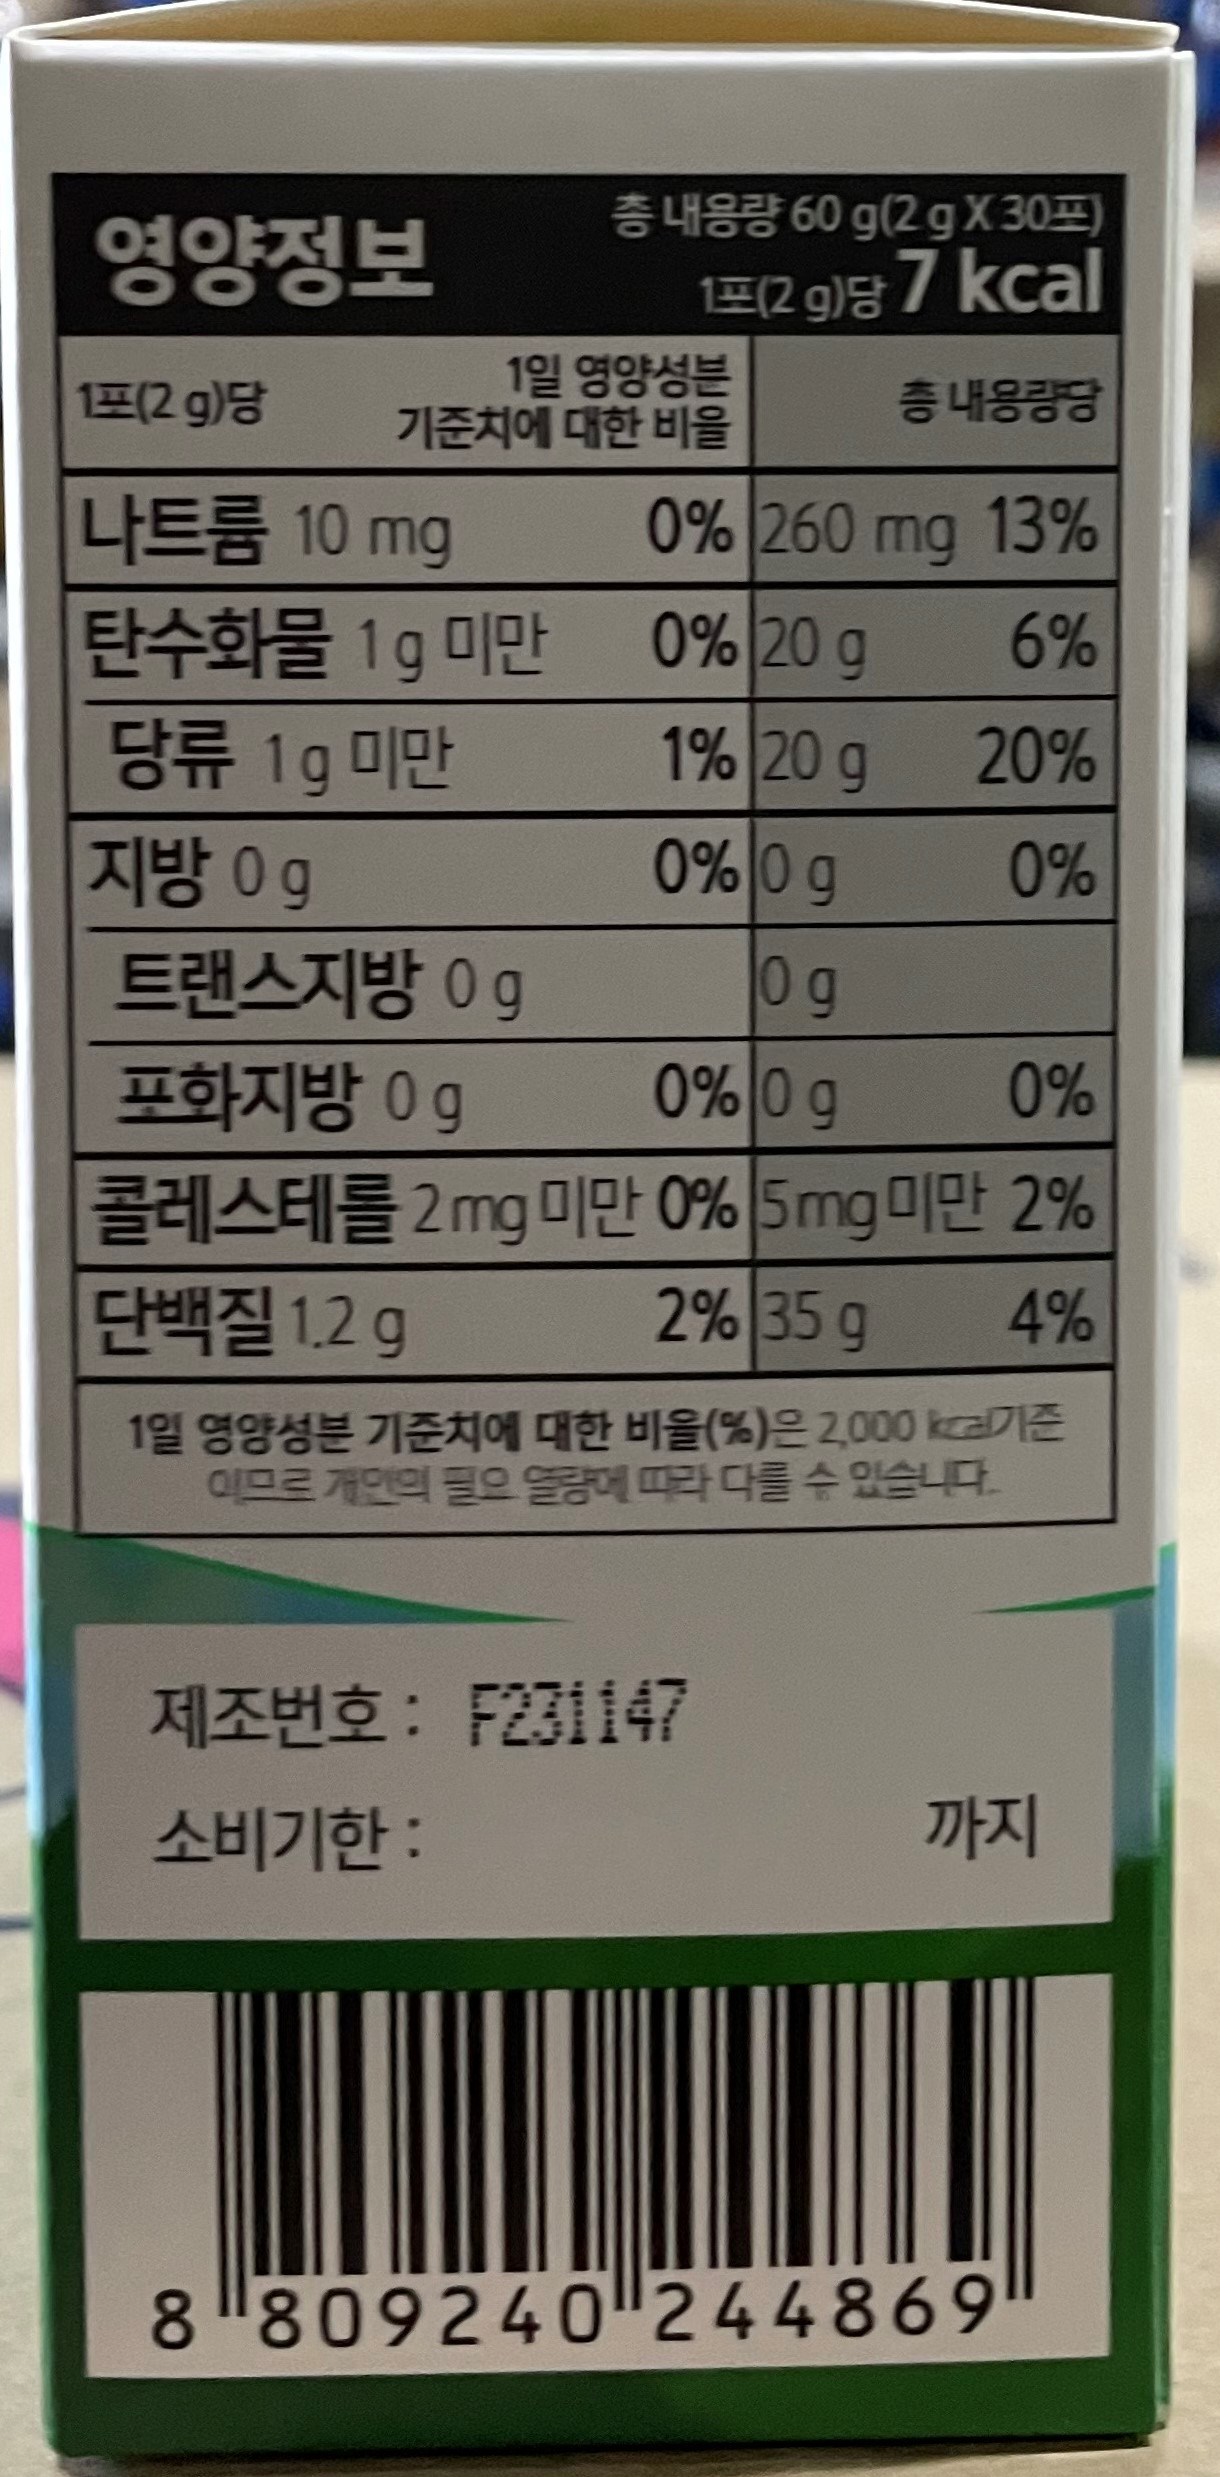 영양정보
총 내용량 60 g(2 g X 30포)
1포(2 g)당 7 kcal
1포(2 g)당 1일 영양성분 기준치에 대한 비율 총 내용량당
나트륨 10 mg 0% 260 mg 13%
탄수화물 1 g 미만 0% 20 g 6%
당류 1 g 미만 1% 20 g 20%
지방 0 g 0% 0 g 0%
트랜스지방 0 g 0 g
포화지방 0 g 0% 0 g 0%
콜레스테롤 2 mg 미만 0% 5 mg 미만 2%
단백질 1.2 g 2% 35 g 4%
1일 영양성분 기준치에 대한 비율(%)은 2,000 kcal기준
이므로 개인의 필요 열량에 따라 다를 수 있습니다.
제조번호 : F231147
소비기한 : 까지
8 809240 244869